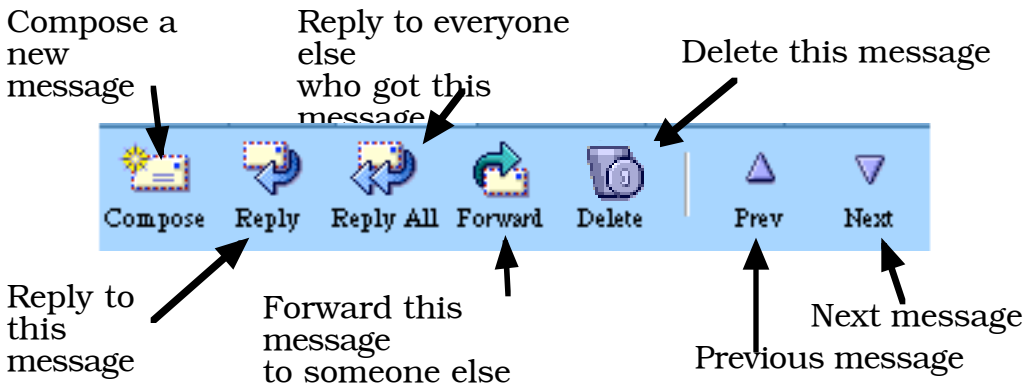 Compose a
new
message
Reply to everyone
else
who got this
message
Delete this message
Compose
Reply
Reply All
Forward
Delete
Prev
Next
Reply to
this
message
Forward this
message
to someone else
Next message
Previous message